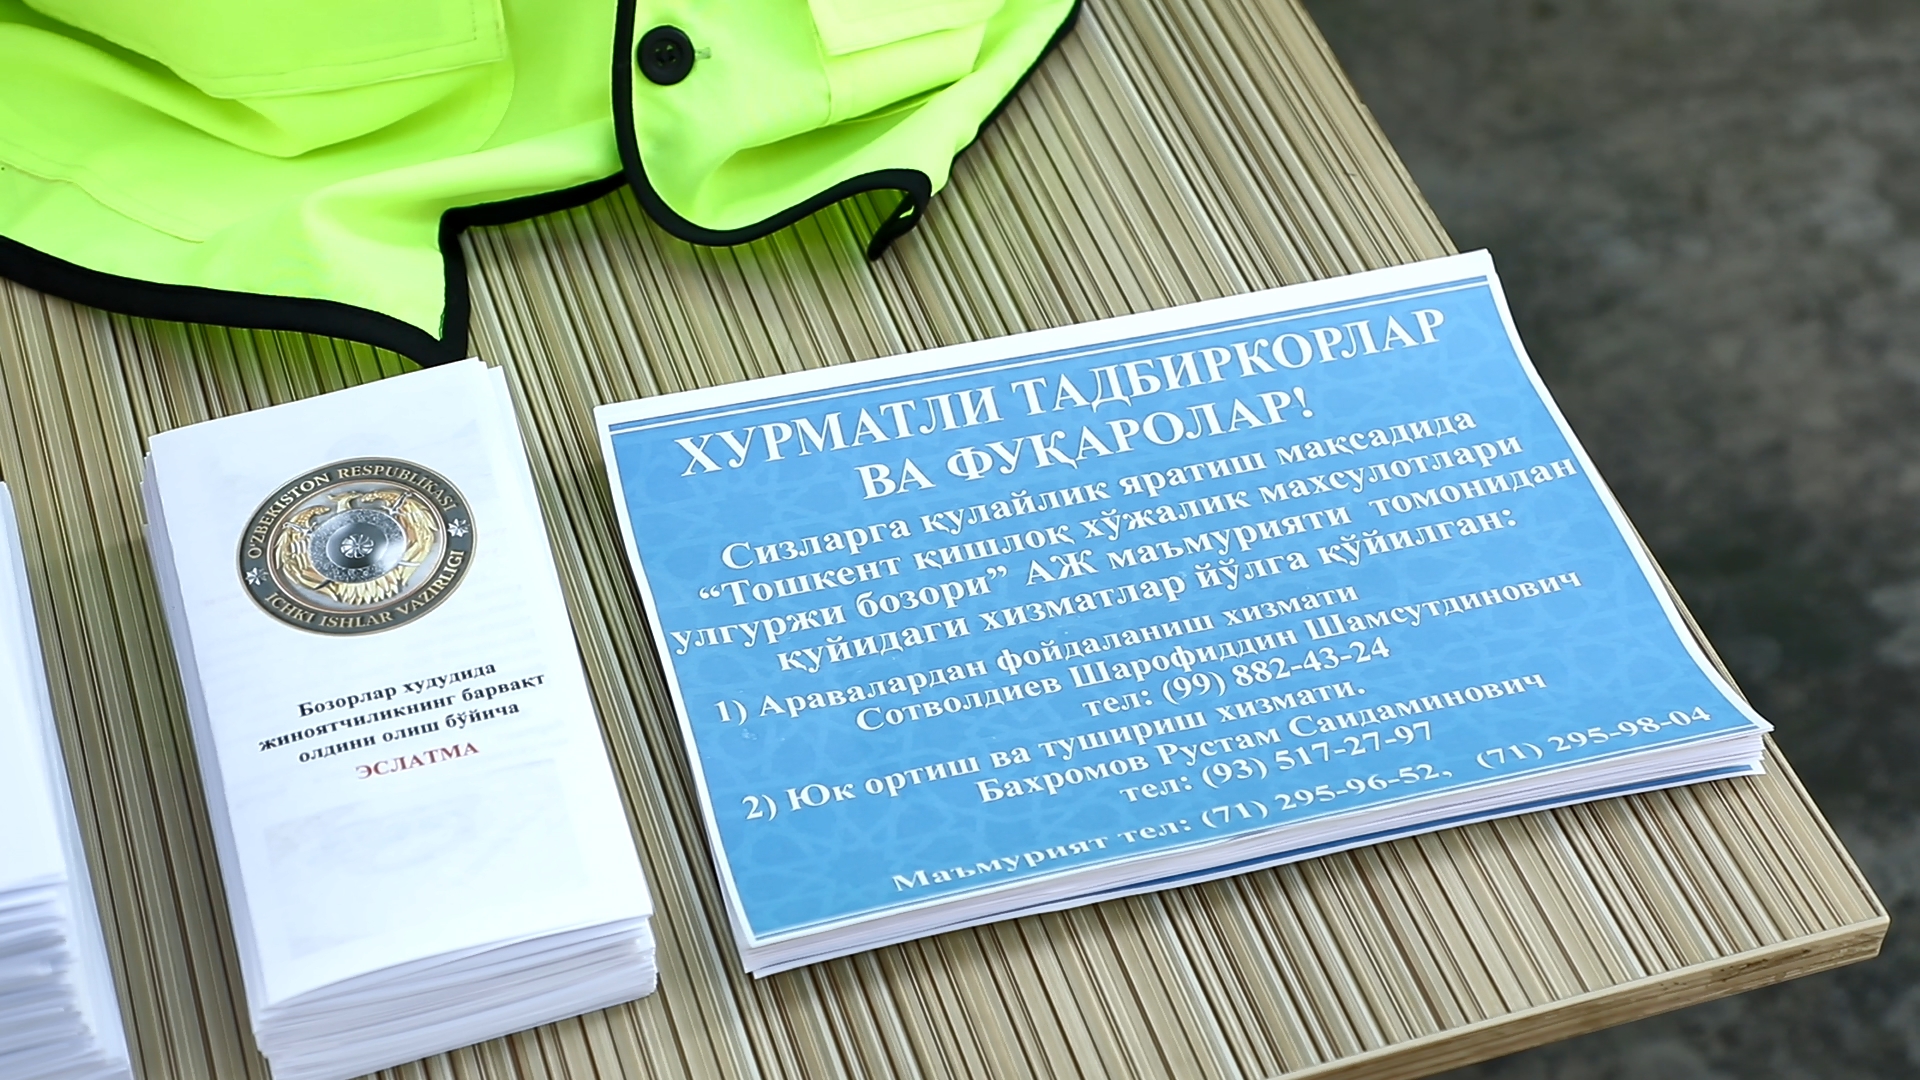 O'ZBEKISTON RESPUBLIKASI
ICHKI ISHLAR VAZIRLIGI
Бозорлар худудида
жиноятчиликнинг барвақт
олдини олиш бўйича
ЭСЛАТМА
ХУРМАТЛИ ТАДБИРКОРЛАР
ВА ФУҚАРОЛАР!
Сизларга қулайлик яратиш мақсадида
“Тошкент қишлоқ хўжалик махсулотлари
улгуржи бозори” АЖ маъмурияти томонидан
қуйидаги хизматлар йўлга қўйилган:
1) Аравалардан фойдаланиш хизмати
Сотволдиев Шарофиддин Шамсутдинович
тел: (99) 882-43-24
2) Юк ортиш ва тушириш хизмати.
Бахромов Рустам Саидаминович
тел: (93) 517-27-97
Маъмурият тел: (71) 295-96-52, (71) 295-98-04